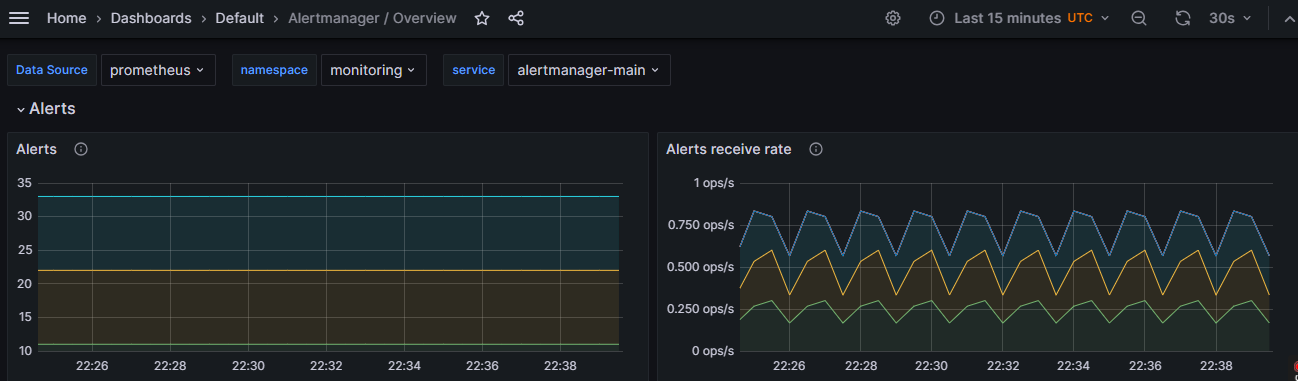 Home > Dashboards > Default > Alertmanager / Overview
Last 15 minutes UTC
30s
Data Source prometheus namespace monitoring service alertmanager-main
Alerts
Alerts
35
30
25
20
15
10
22:26 22:28 22:30 22:32 22:34 22:36 22:38
Alerts receive rate
1 ops/s
0.750 ops/s
0.500 ops/s
0.250 ops/s
0 ops/s
22:26 22:28 22:30 22:32 22:34 22:36 22:38